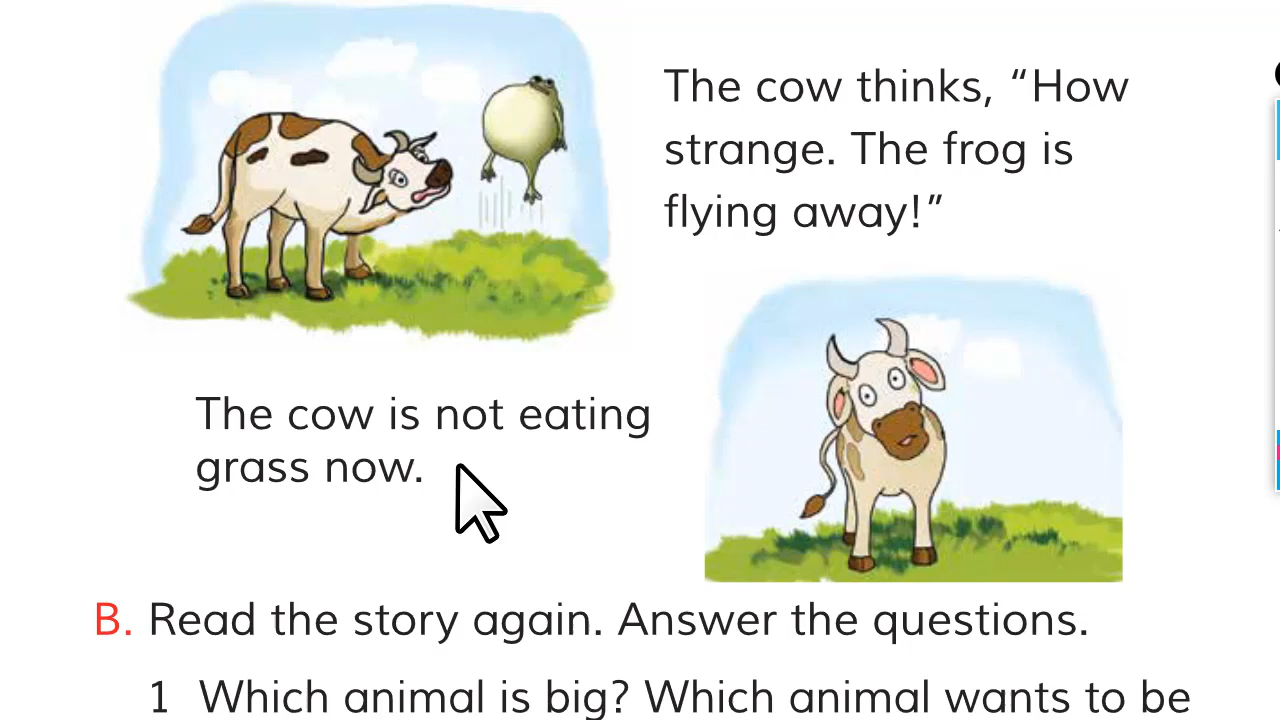 The cow thinks, “How
strange. The frog is
flying away!”
The cow is not eating
grass now.
B. Read the story again. Answer the questions.
1 Which animal is big? Which animal wants to be